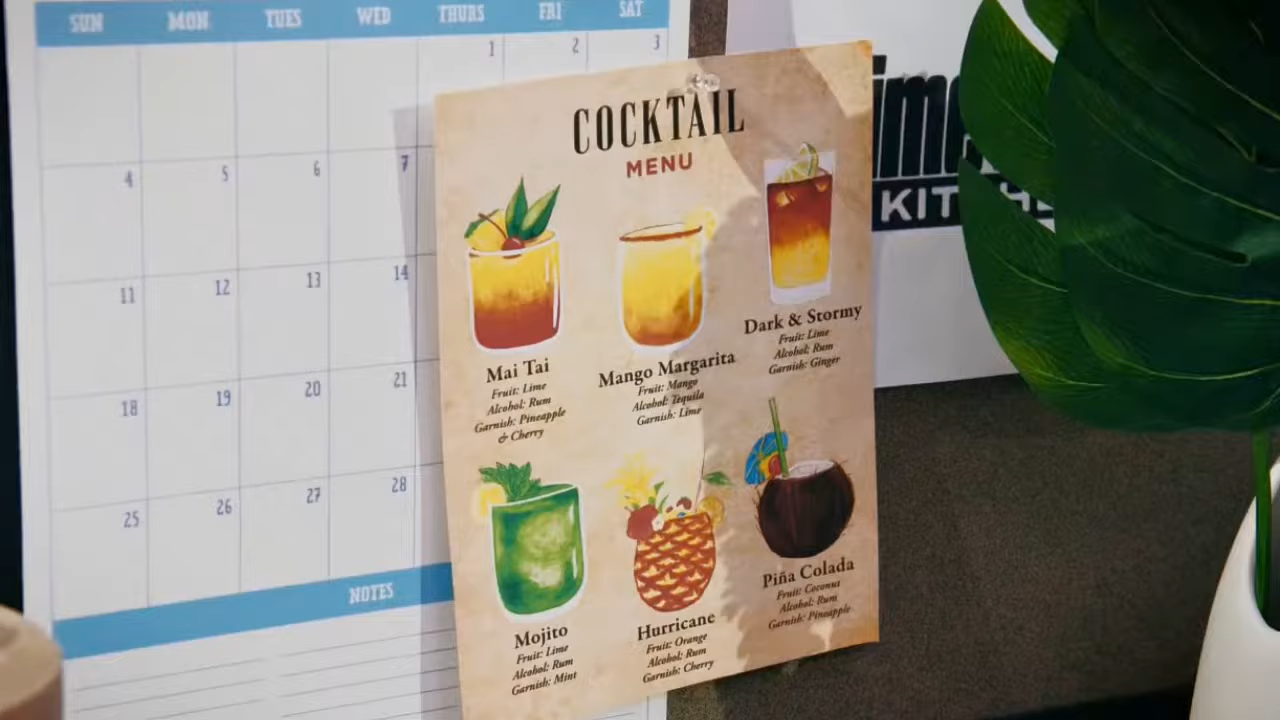 SUN MON TUES WED THURS FRI SAT
1 2 3
4 5 6 7
11 12 13 14
18 19 20 21
25 26 27 28
NOTES
COCKTAIL
MENU
Mai Tai
Fruit: Lime
Alcohol: Rum
Garnish: Pineapple
& Cherry
Mango Margarita
Fruit: Mango
Alcohol: Tequila
Garnish: Lime
Dark & Stormy
Fruit: Lime
Alcohol: Rum
Garnish: Ginger
Mojito
Fruit: Lime
Alcohol: Rum
Garnish: Mint
Hurricane
Fruit: Orange
Alcohol: Rum
Garnish: Cherry
Piña Colada
Fruit: Coconut
Alcohol: Rum
Garnish: Pineapple